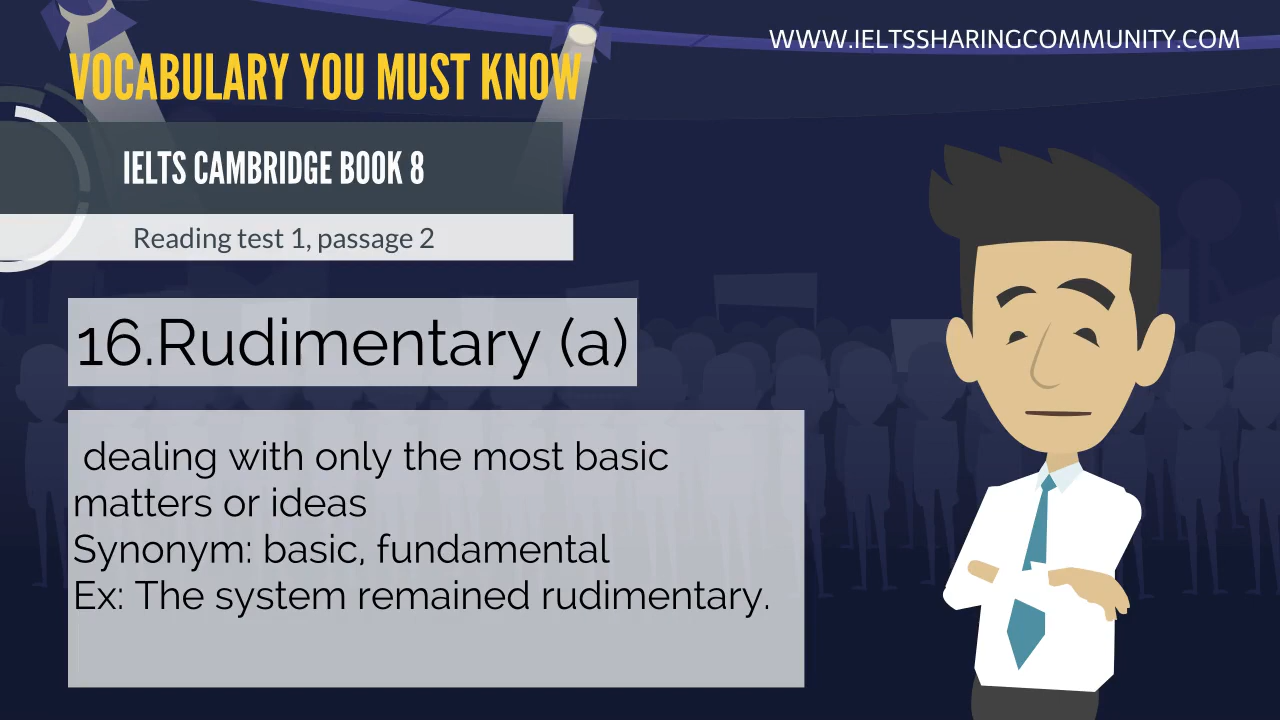 WWW.IELTSSHARINGCOMMUNITY.COM
VOCABULARY YOU MUST KNOW
IELTS CAMBRIDGE BOOK 8
Reading test 1, passage 2
16.Rudimentary (a)
dealing with only the most basic
matters or ideas
Synonym: basic, fundamental
Ex: The system remained rudimentary.